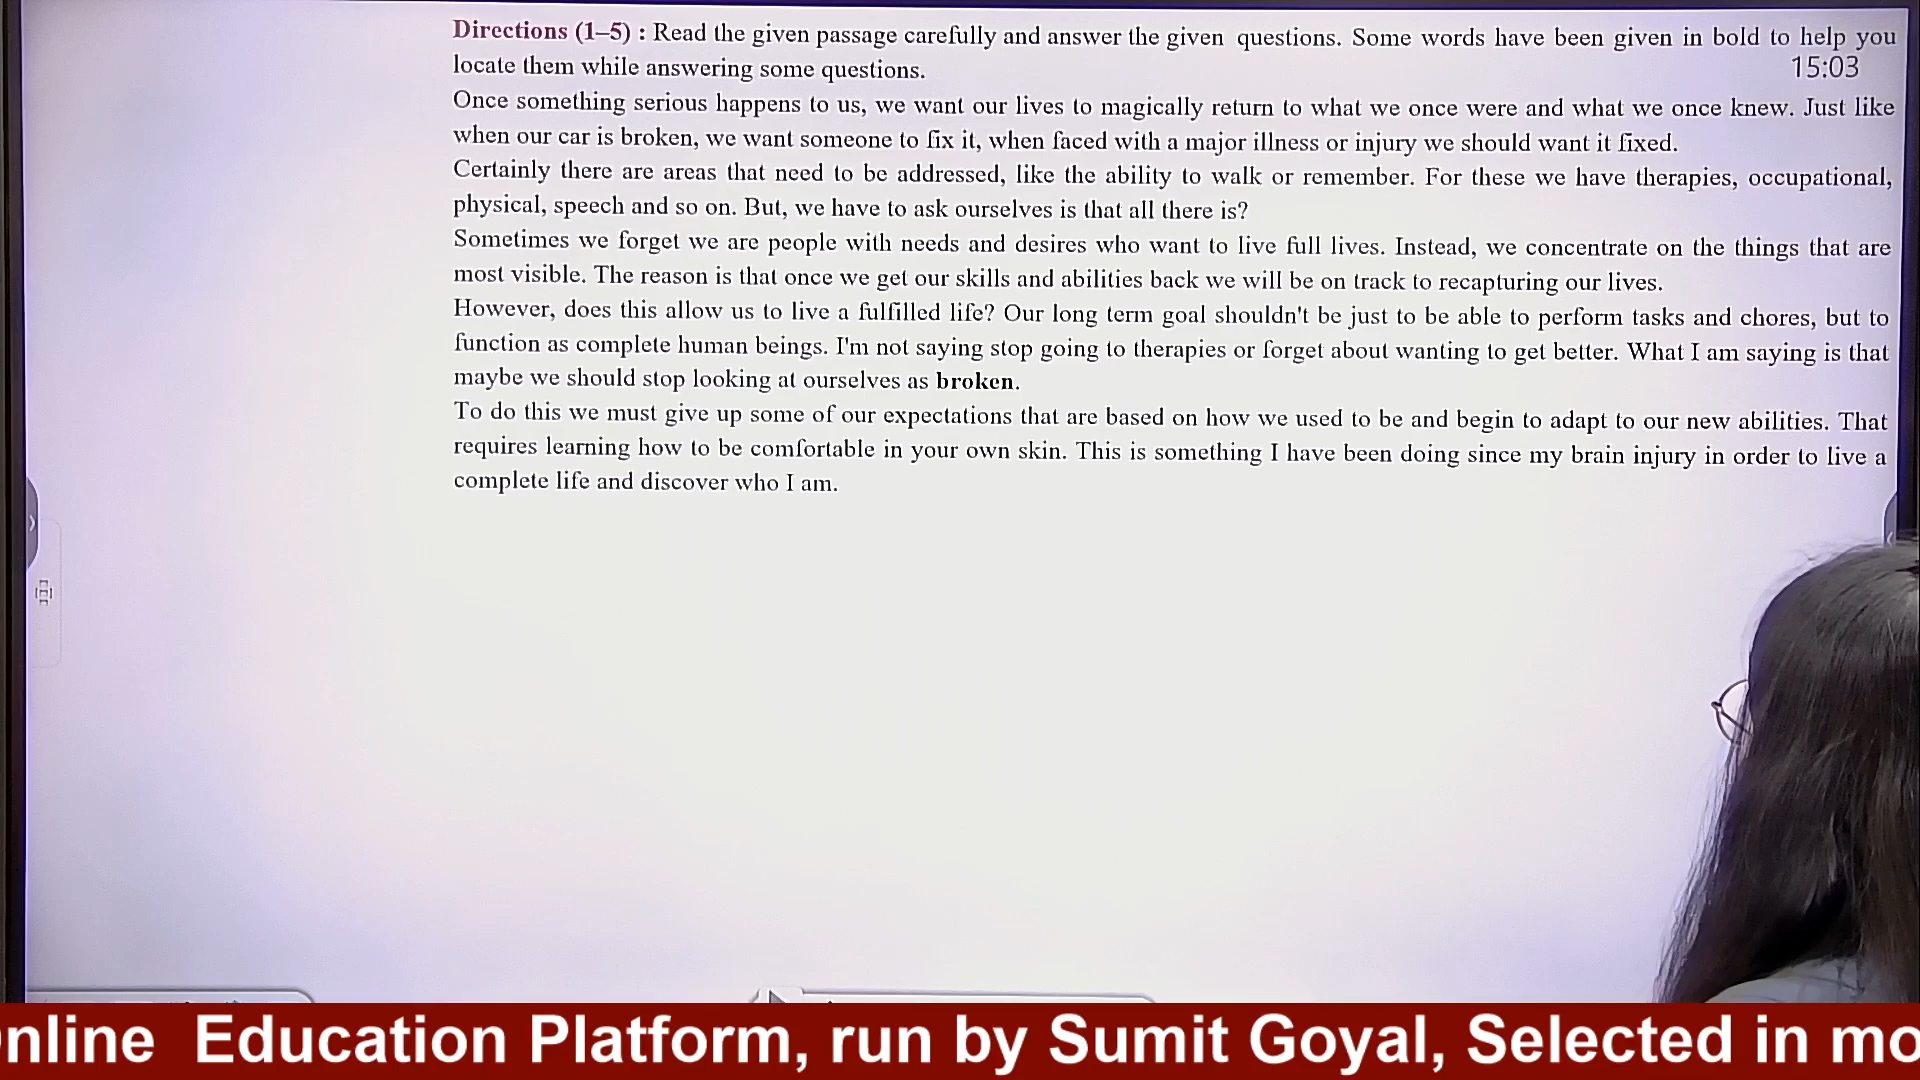 Directions (1–5) : Read the given passage carefully and answer the given questions. Some words have been given in bold to help you
locate them while answering some questions.
15:03
Once something serious happens to us, we want our lives to magically return to what we once were and what we once knew. Just like
when our car is broken, we want someone to fix it, when faced with a major illness or injury we should want it fixed.
Certainly there are areas that need to be addressed, like the ability to walk or remember. For these we have therapies, occupational,
physical, speech and so on. But, we have to ask ourselves is that all there is?
Sometimes we forget we are people with needs and desires who want to live full lives. Instead, we concentrate on the things that are
most visible. The reason is that once we get our skills and abilities back we will be on track to recapturing our lives.
However, does this allow us to live a fulfilled life? Our long term goal shouldn't be just to be able to perform tasks and chores, but to
function as complete human beings. I'm not saying stop going to therapies or forget about wanting to get better. What I am saying is that
maybe we should stop looking at ourselves as broken.
To do this we must give up some of our expectations that are based on how we used to be and begin to adapt to our new abilities. That
requires learning how to be comfortable in your own skin. This is something I have been doing since my brain injury in order to live a
complete life and discover who I am.
nline Education Platform, run by Sumit Goyal, Selected in mo